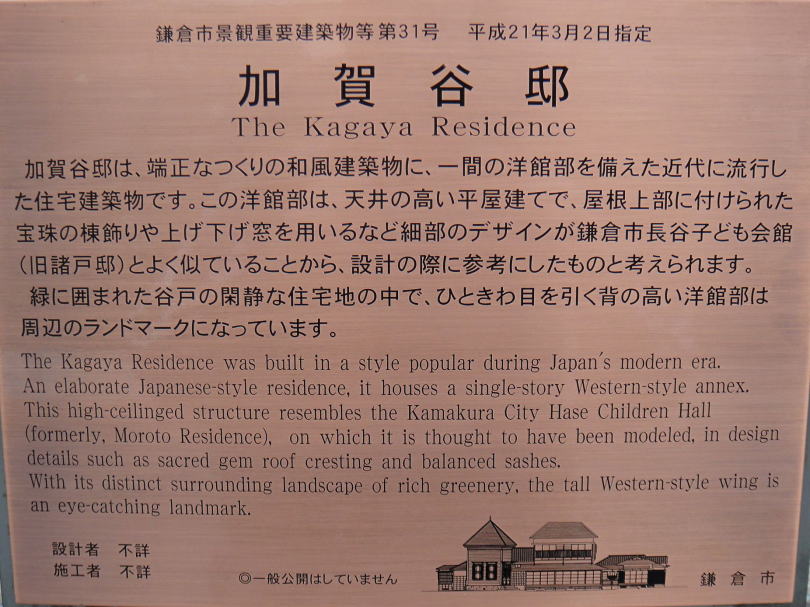 鎌倉市景観重要建築物等第31号　平成21年3月2日指定
加賀谷邸
The Kagaya Residence
加賀谷邸は、端正なつくりの和風建築物に、一間の洋館部を備えた近代に流行し
た住宅建築物です。この洋館部は、天井の高い平屋建てで、屋根上部に付けられた
宝珠の棟飾りや上げ下げ窓を用いるなど細部のデザインが鎌倉市長谷子ども会館
（旧諸戸邸）とよく似ていることから、設計の際に参考にしたものと考えられます。
緑に囲まれた谷戸の閑静な住宅地の中で、ひときわ目を引く背の高い洋館部は
周辺のランドマークになっています。
The Kagaya Residence was built in a style popular during Japan's modern era.
An elaborate Japanese-style residence, it houses a single-story Western-style annex.
This high-ceilinged structure resembles the Kamakura City Hase Children Hall
(formerly, Moroto Residence), on which it is thought to have been modeled, in design
details such as sacred gem roof cresting and balanced sashes.
With its distinct surrounding landscape of rich greenery, the tall Western-style wing is
an eye-catching landmark.
設計者　不詳
施工者　不詳
◎一般公開はしていません
鎌倉市